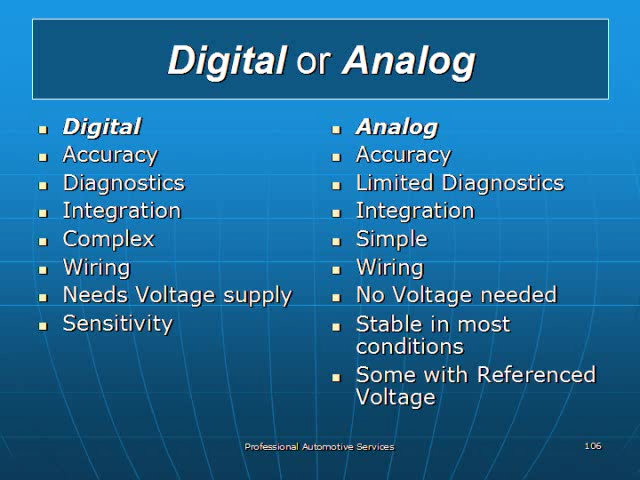 Digital or Analog
Digital
Accuracy
Diagnostics
Integration
Complex
Wiring
Needs Voltage supply
Sensitivity
Analog
Accuracy
Limited Diagnostics
Integration
Simple
Wiring
No Voltage needed
Stable in most
conditions
Some with Referenced
Voltage
Professional Automotive Services
106